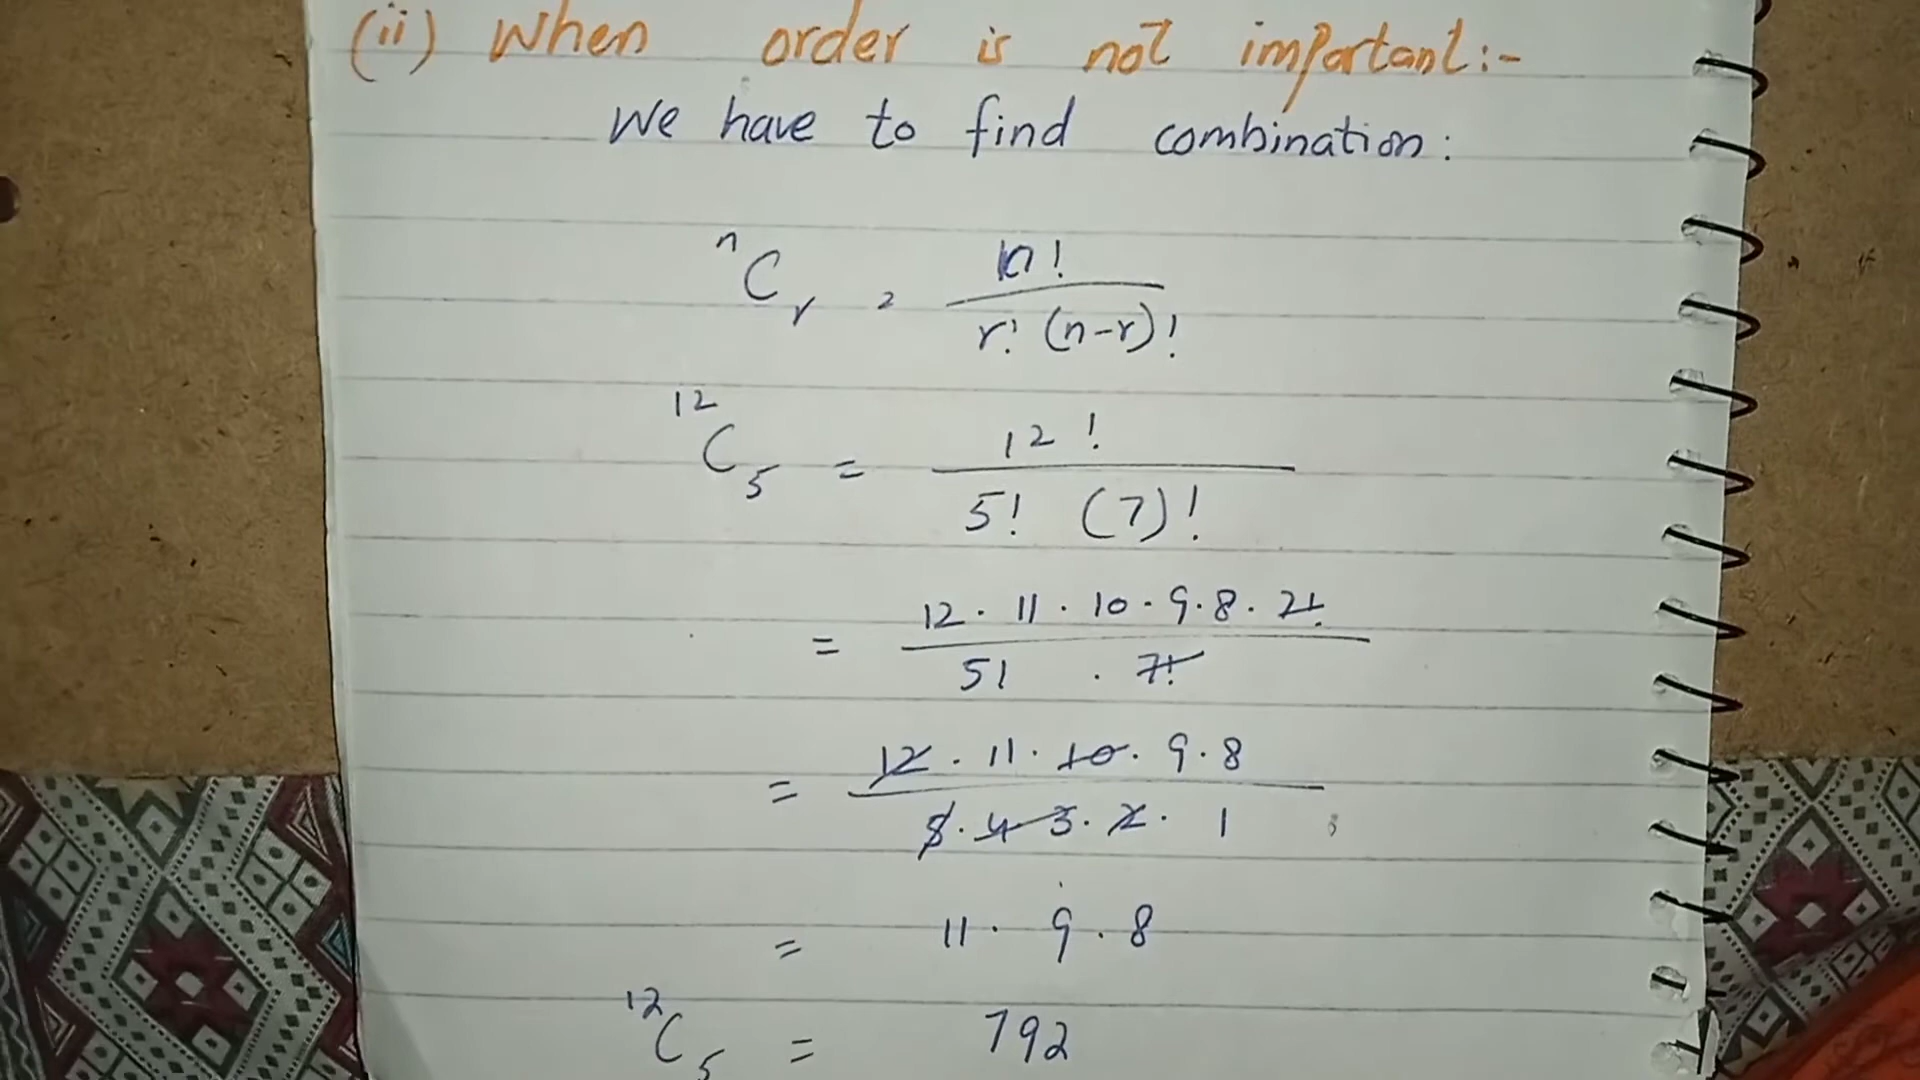 (ii) When order is not important:-
We have to find combination:
ⁿCᵣ = n! / r! (n-r)!
¹²C₅ = 12! / 5! (7)!
= 12 . 11 . 10 . 9 . 8 . 7! / 5! . 7!
= 12 . 11 . 10 . 9 . 8 / 5 . 4 . 3 . 2 . 1
= 11 . 9 . 8
¹²C₅ = 792